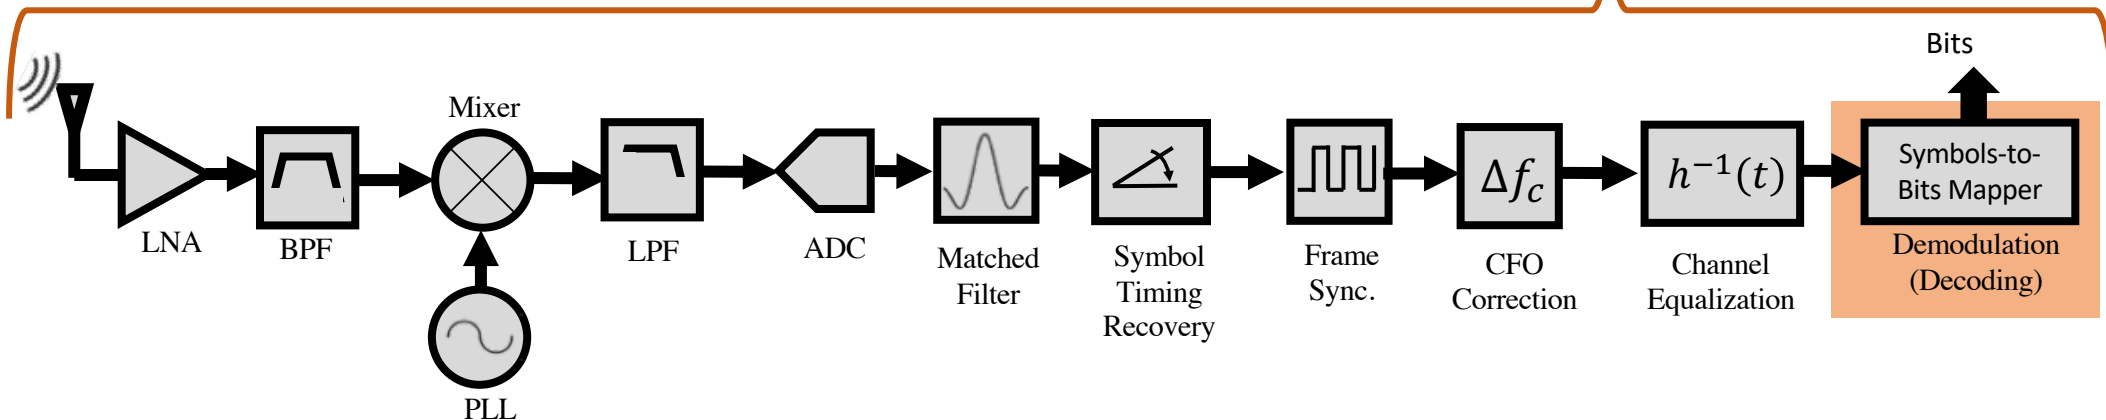 Bits
Mixer
LNA
BPF
LPF
ADC
PLL
Matched
Filter
Symbol
Timing
Recovery
Frame
Sync.
Δf_c
CFO
Correction
h⁻¹(t)
Channel
Equalization
Symbols-to-
Bits Mapper
Demodulation
(Decoding)